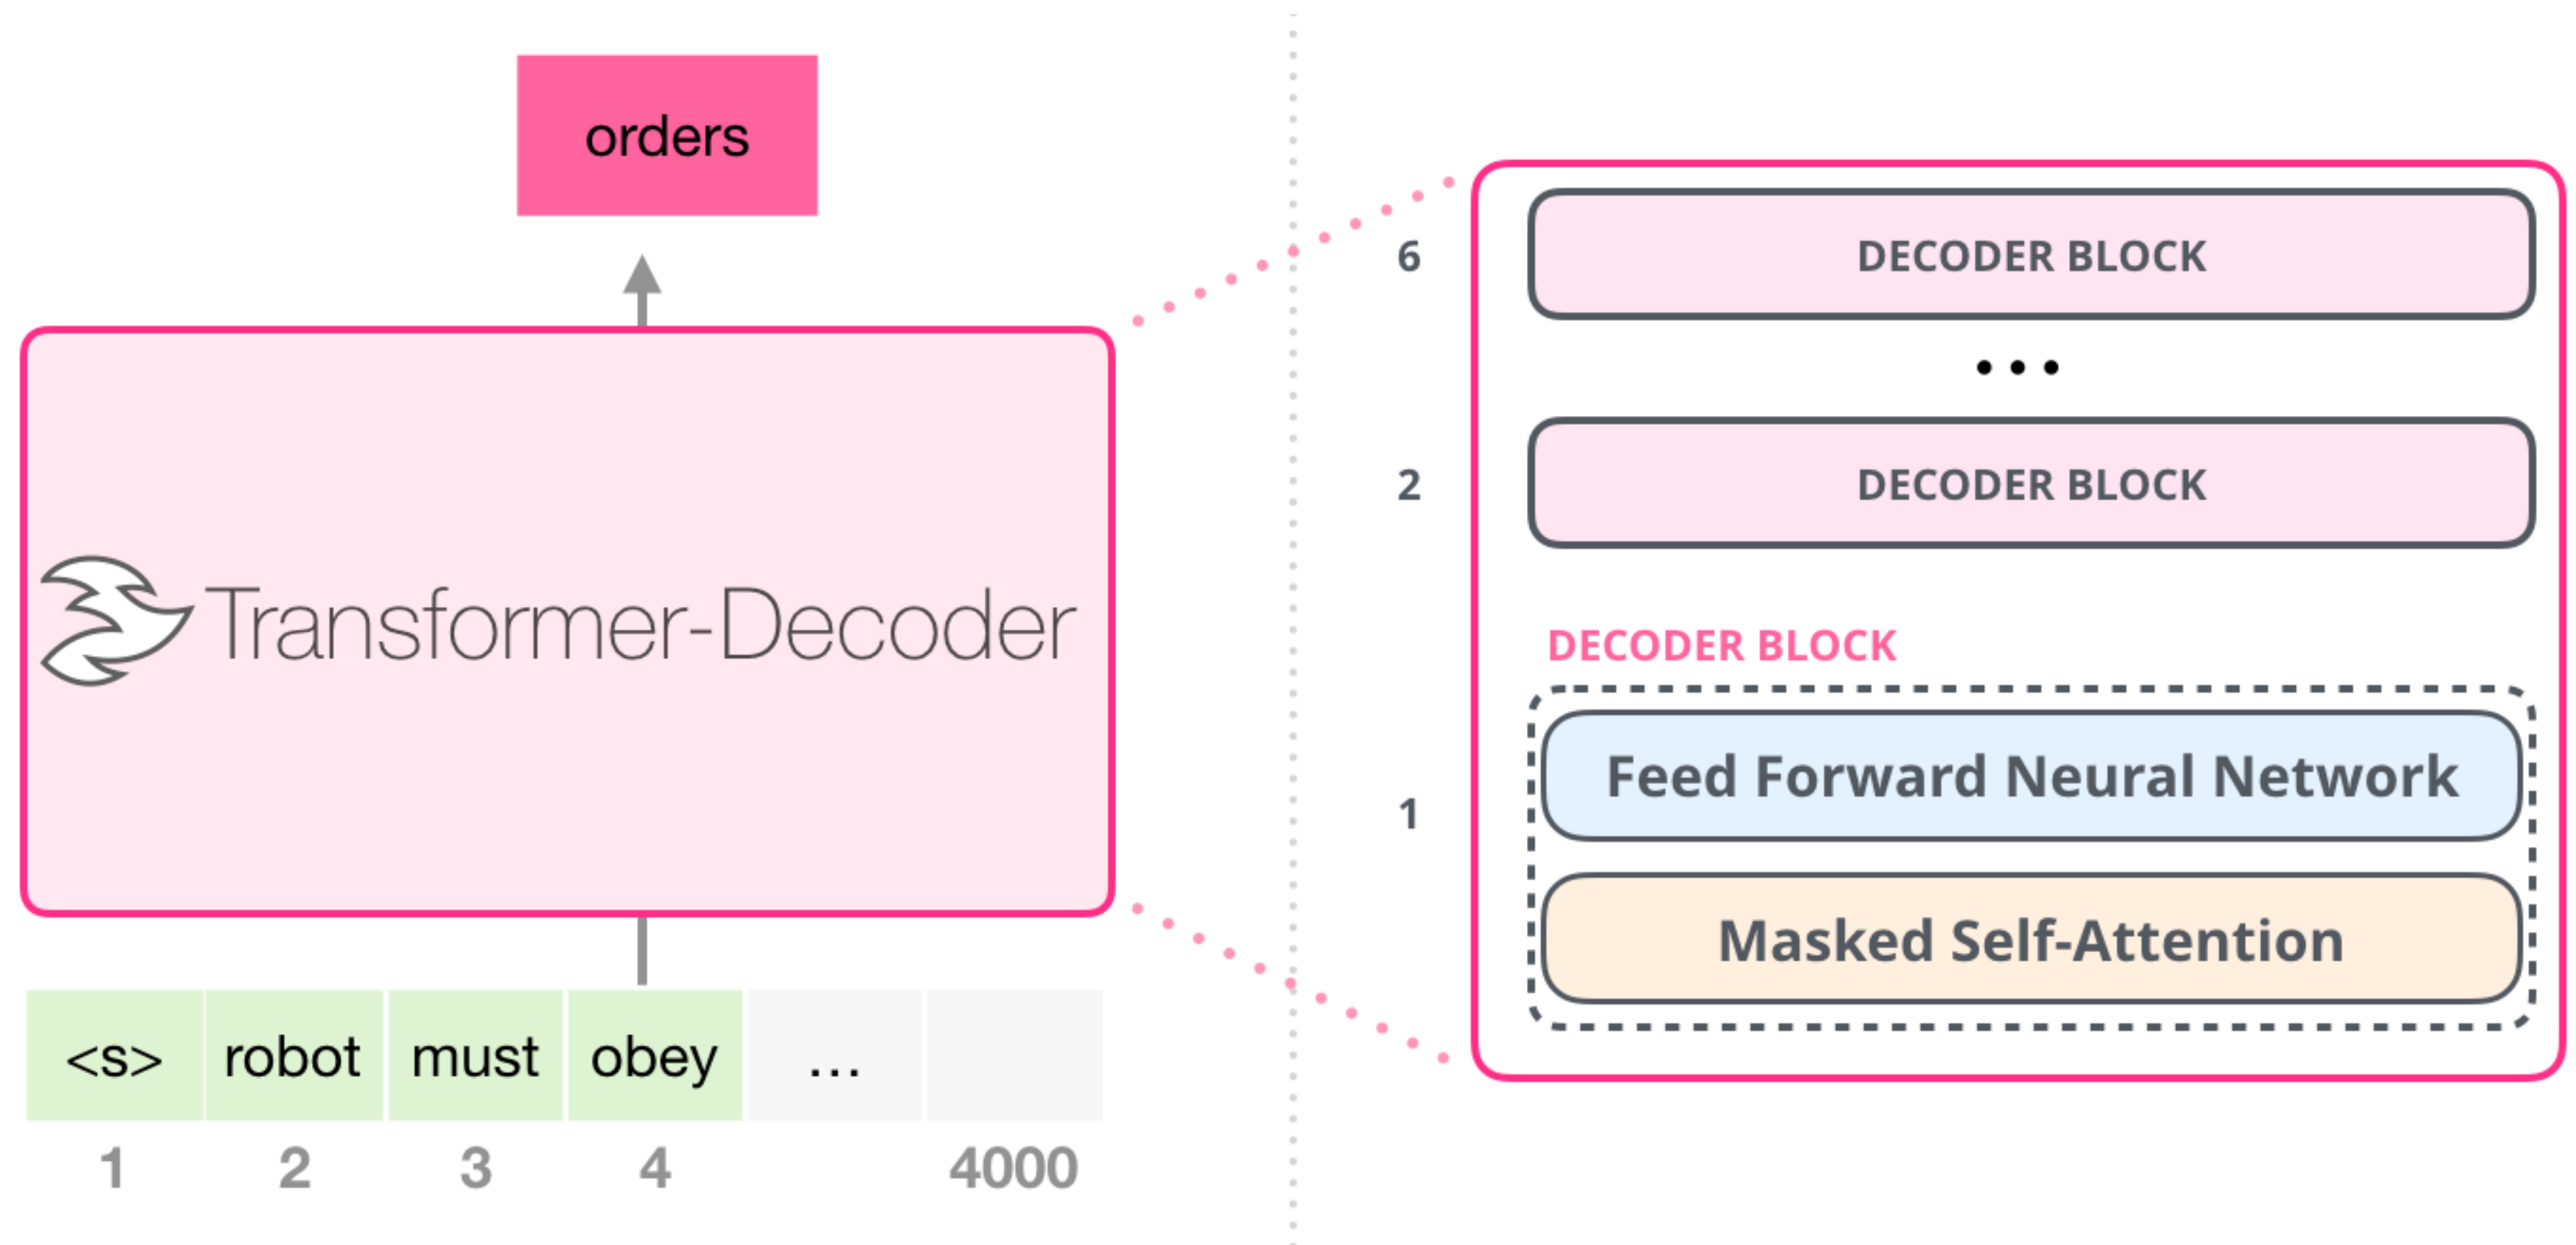 orders
Transformer-Decoder
<s> robot must obey ...
1 2 3 4 4000
6 DECODER BLOCK
...
2 DECODER BLOCK
DECODER BLOCK
Feed Forward Neural Network
1
Masked Self-Attention